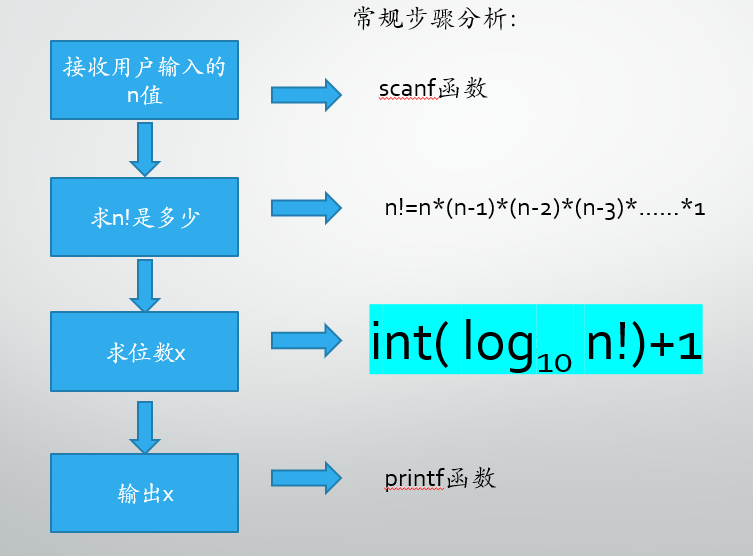 常规步骤分析:
接收用户输入的
n值
scanf函数
求n!是多少
n!=n*(n-1)*(n-2)*(n-3)*……*1
求位数x
int( log₁₀ n!)+1
输出x
printf函数